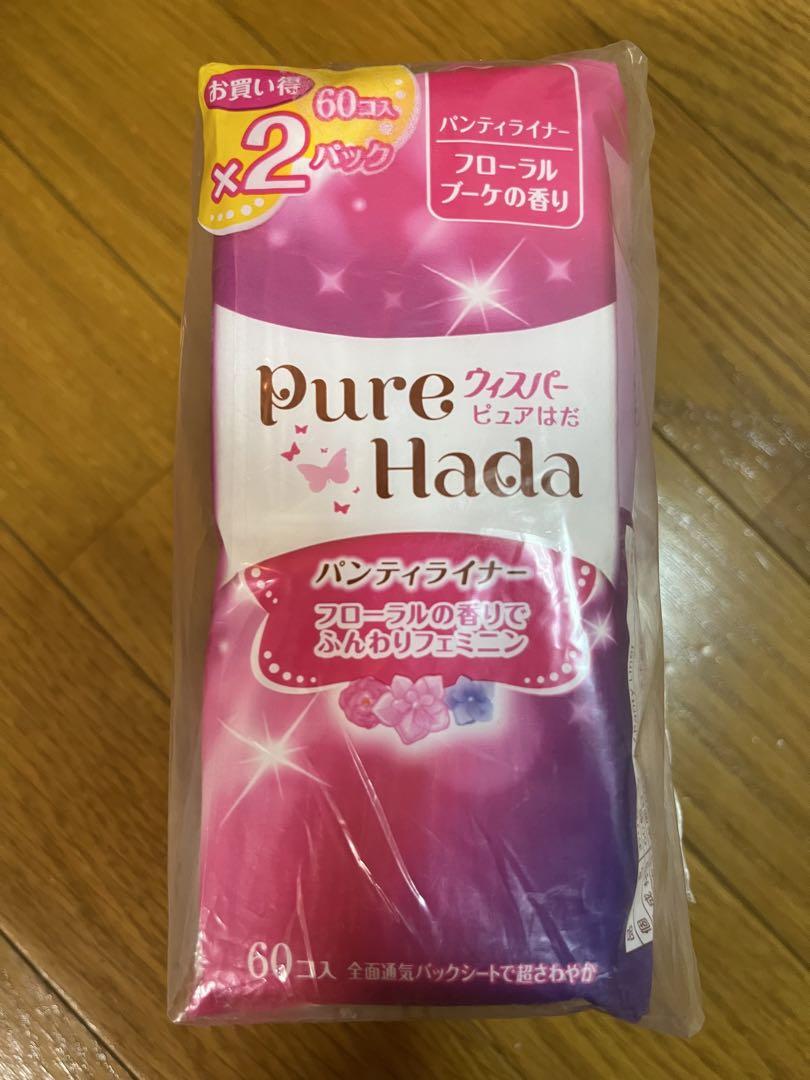 お買い得
60コ入
×2パック
パンティライナー
フローラル
ブーケの香り
Pure
ウィスパー
ピュアはだ
Hada
パンティライナー
フローラルの香りで
ふんわりフェミニン
60コ入 全面通気バックシートで超さわやか